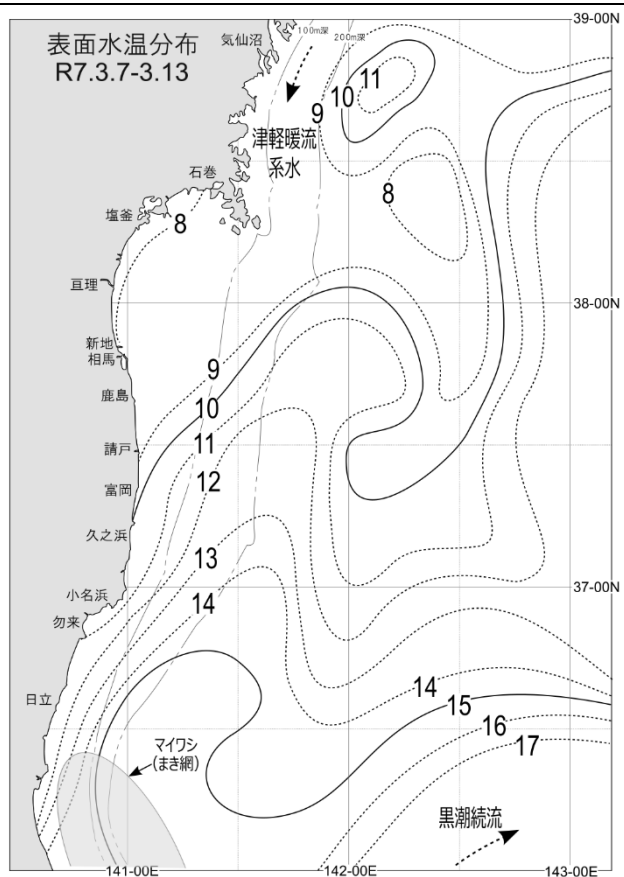 39-00N
表面水温分布
R7.3.7-3.13
気仙沼
100m深
200m深
11
10
9
津軽暖流
系水
石巻
8
塩釜
8
亘理
38-00N
新地
相馬
9
鹿島
10
請戸
11
富岡
12
久之浜
13
小名浜
37-00N
14
勿来
14
日立
15
16
マイワシ
(まき網)
17
黒潮続流
141-00E
142-00E
143-00E